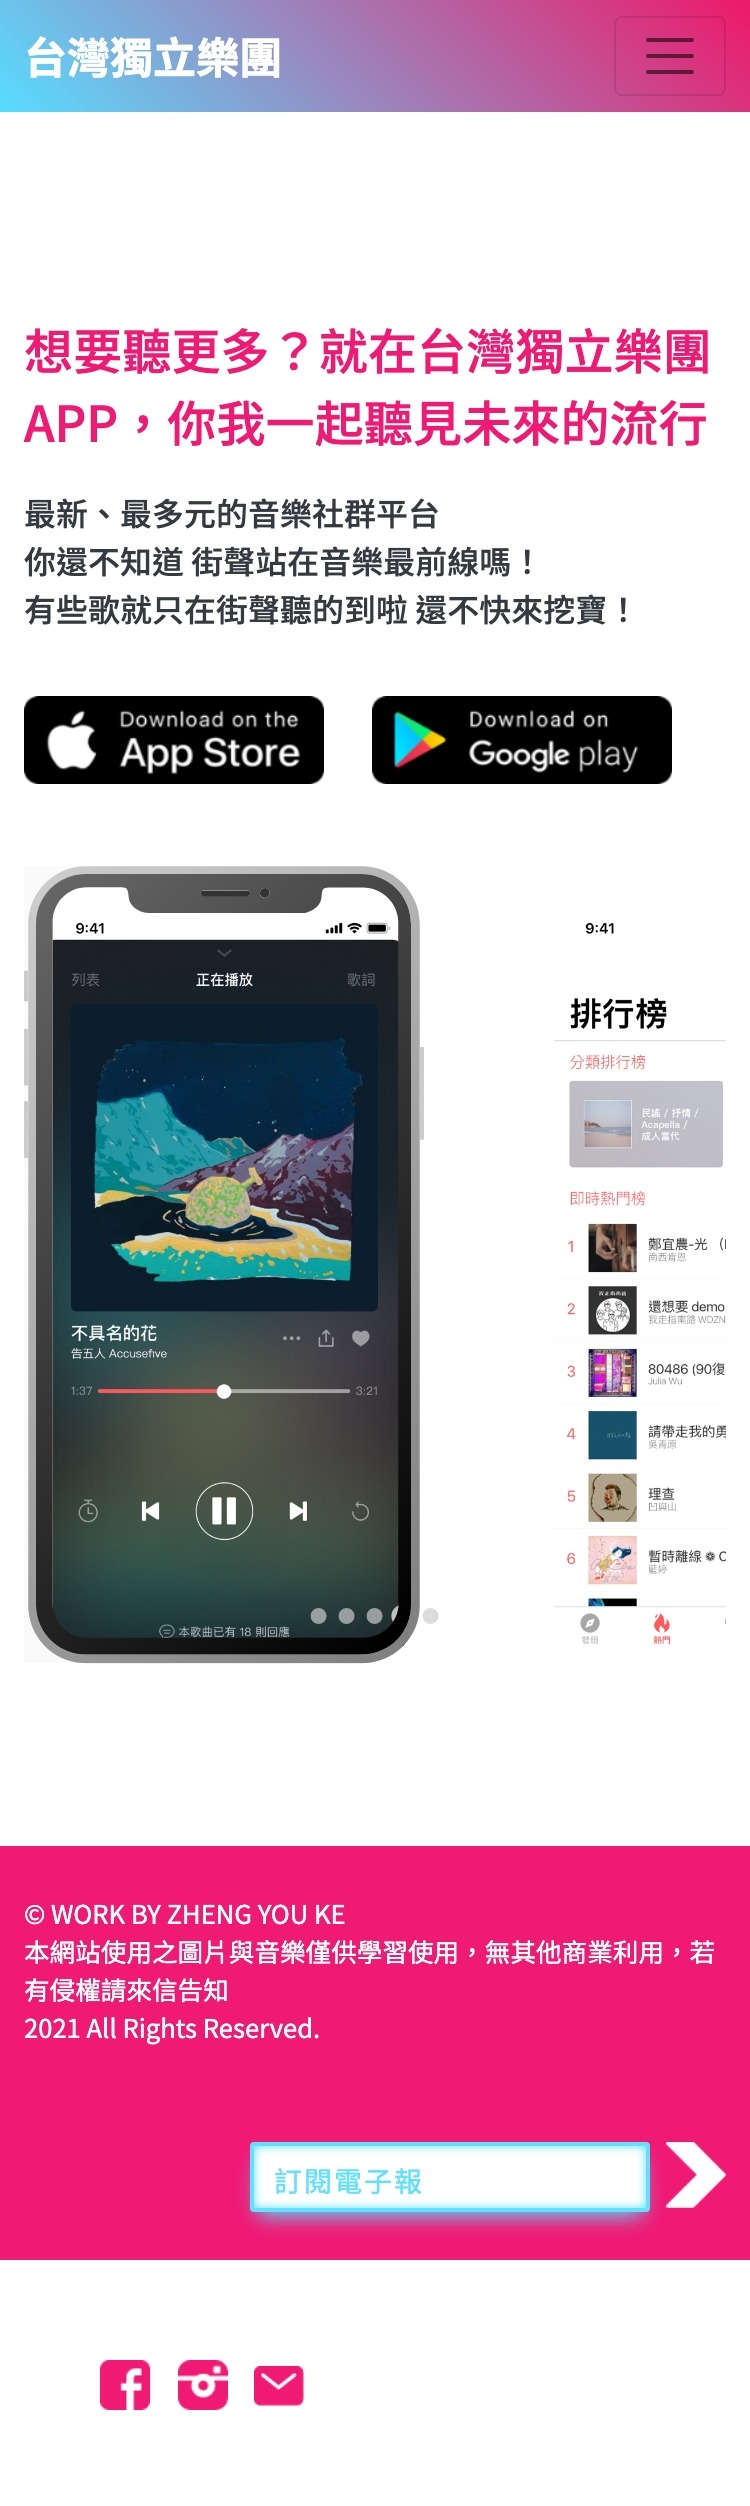 台灣獨立樂團
想要聽更多？就在台灣獨立樂團
APP，你我一起聽見未來的流行
最新、最多元的音樂社群平台
你還不知道 街聲站在音樂最前線嗎！
有些歌就只在街聲聽的到啦 還不快來挖寶！
Download on the
App Store
Download on
Google play
9:41
列表
正在播放
歌詞
不具名的花
告五人 Accusefive
1:37
3:21
本歌曲已有 18 則回應
9:41
排行榜
分類排行榜
民謠 / 抒情 /
Acapella /
成人當代
即時熱門榜
1
鄭宜農-光
南西肯恩
2
還想要 demo
我走指南路 WDZN
3
80486 (90復
Julia Wu
4
請帶走我的勇
吳青原
5
理查
凹與山
6
暫時離線 ❁ C
藍婷
發現
熱門
© WORK BY ZHENG YOU KE
本網站使用之圖片與音樂僅供學習使用，無其他商業利用，若
有侵權請來信告知
2021 All Rights Reserved.
訂閱電子報